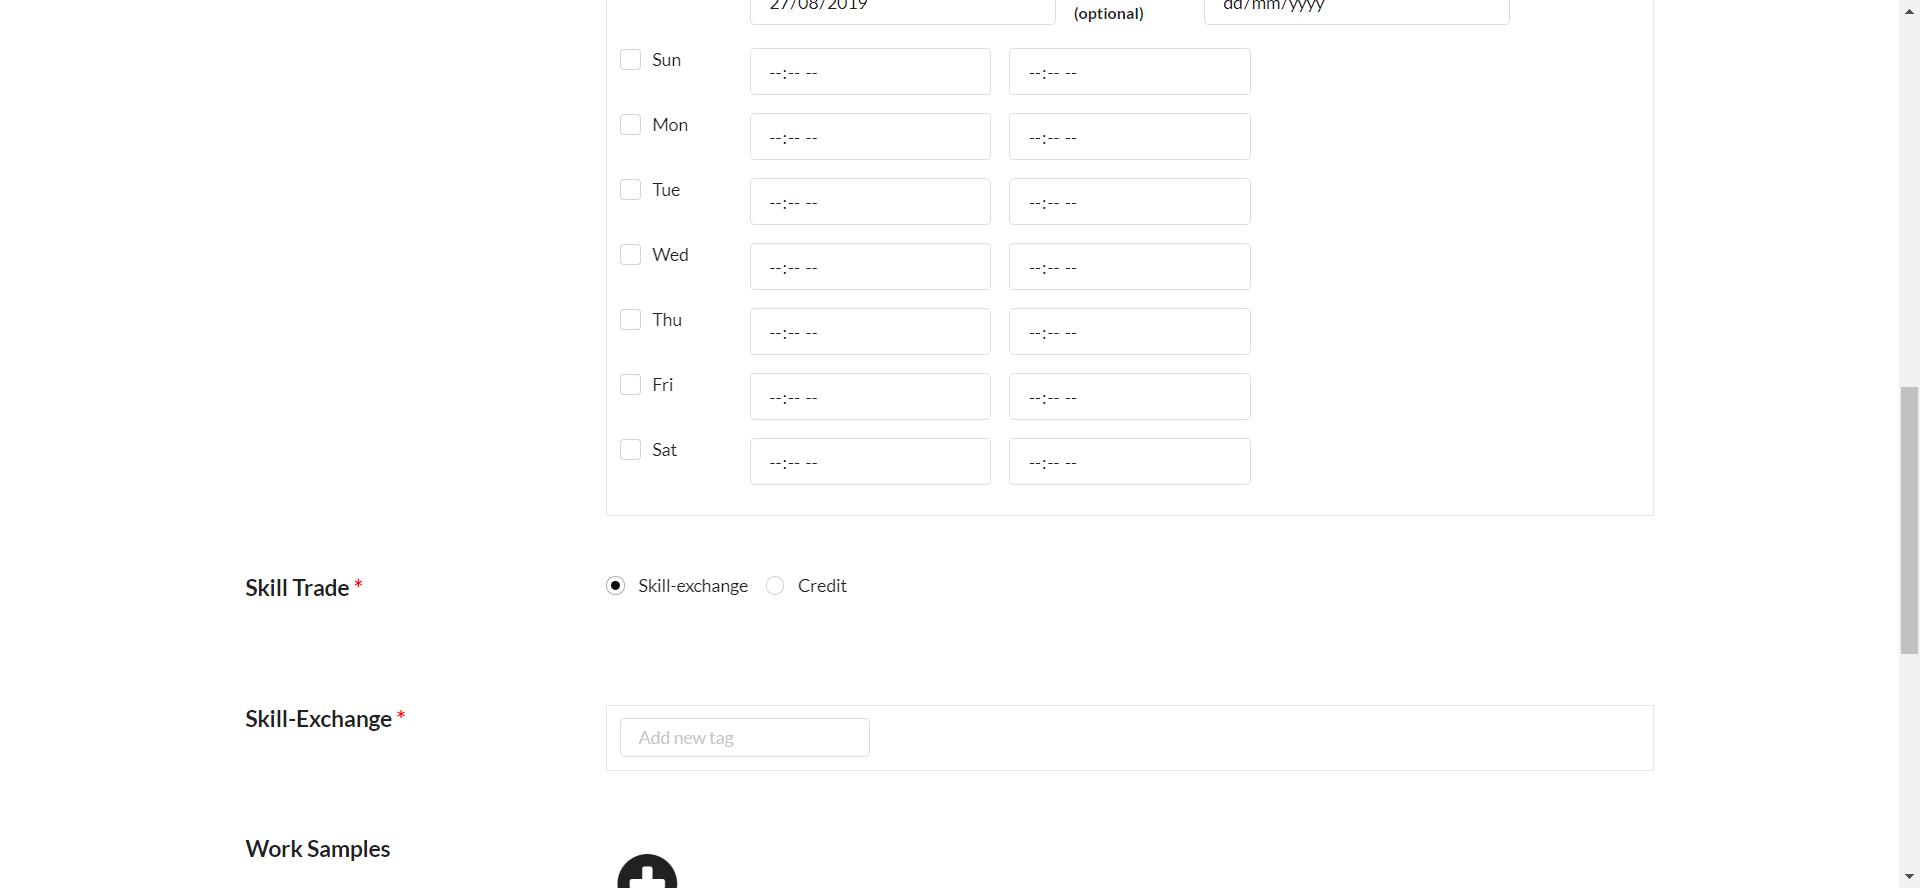 27/08/2019 (optional) dd/mm/yyyy
Sun --:-- -- --:-- --
Mon --:-- -- --:-- --
Tue --:-- -- --:-- --
Wed --:-- -- --:-- --
Thu --:-- -- --:-- --
Fri --:-- -- --:-- --
Sat --:-- -- --:-- --
Skill Trade * Skill-exchange Credit
Skill-Exchange *
Add new tag
Work Samples